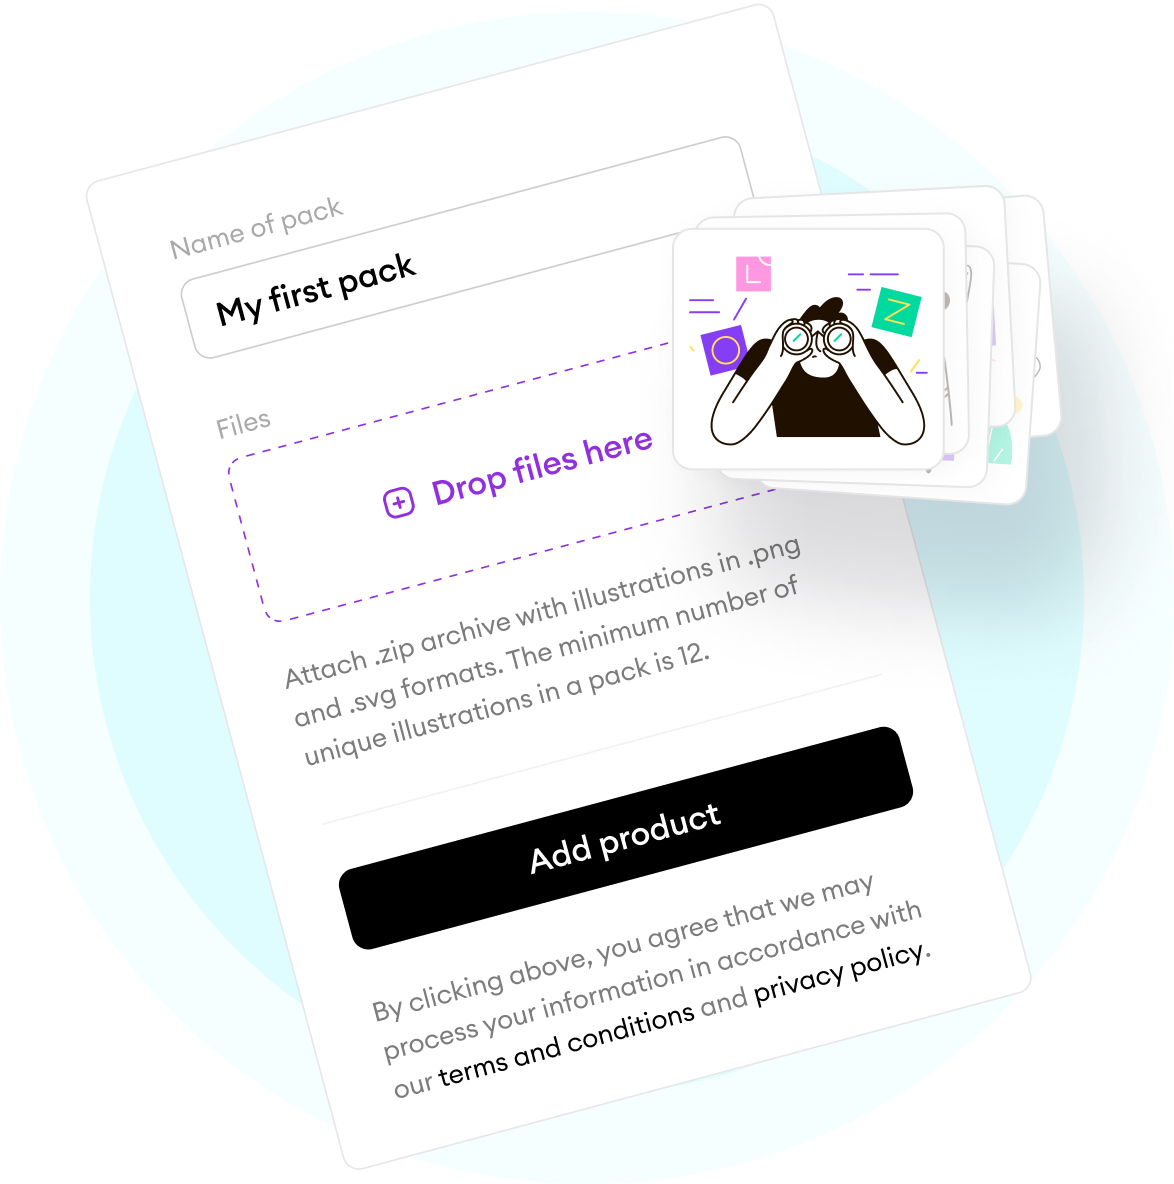 Name of pack
My first pack
Files
Drop files here
Attach .zip archive with illustrations in .png
and .svg formats. The minimum number of
unique illustrations in a pack is 12.
Add product
By clicking above, you agree that we may
process your information in accordance with
our terms and conditions and privacy policy.